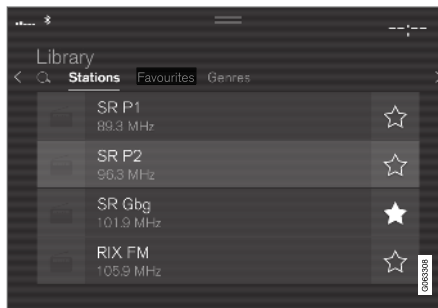 --:--
Library
Stations Favourites Genres
SR P1
89.3 MHz
SR P2
96.3 MHz
SR Gbg
101.9 MHz
RIX FM
105.9 MHz
G063308